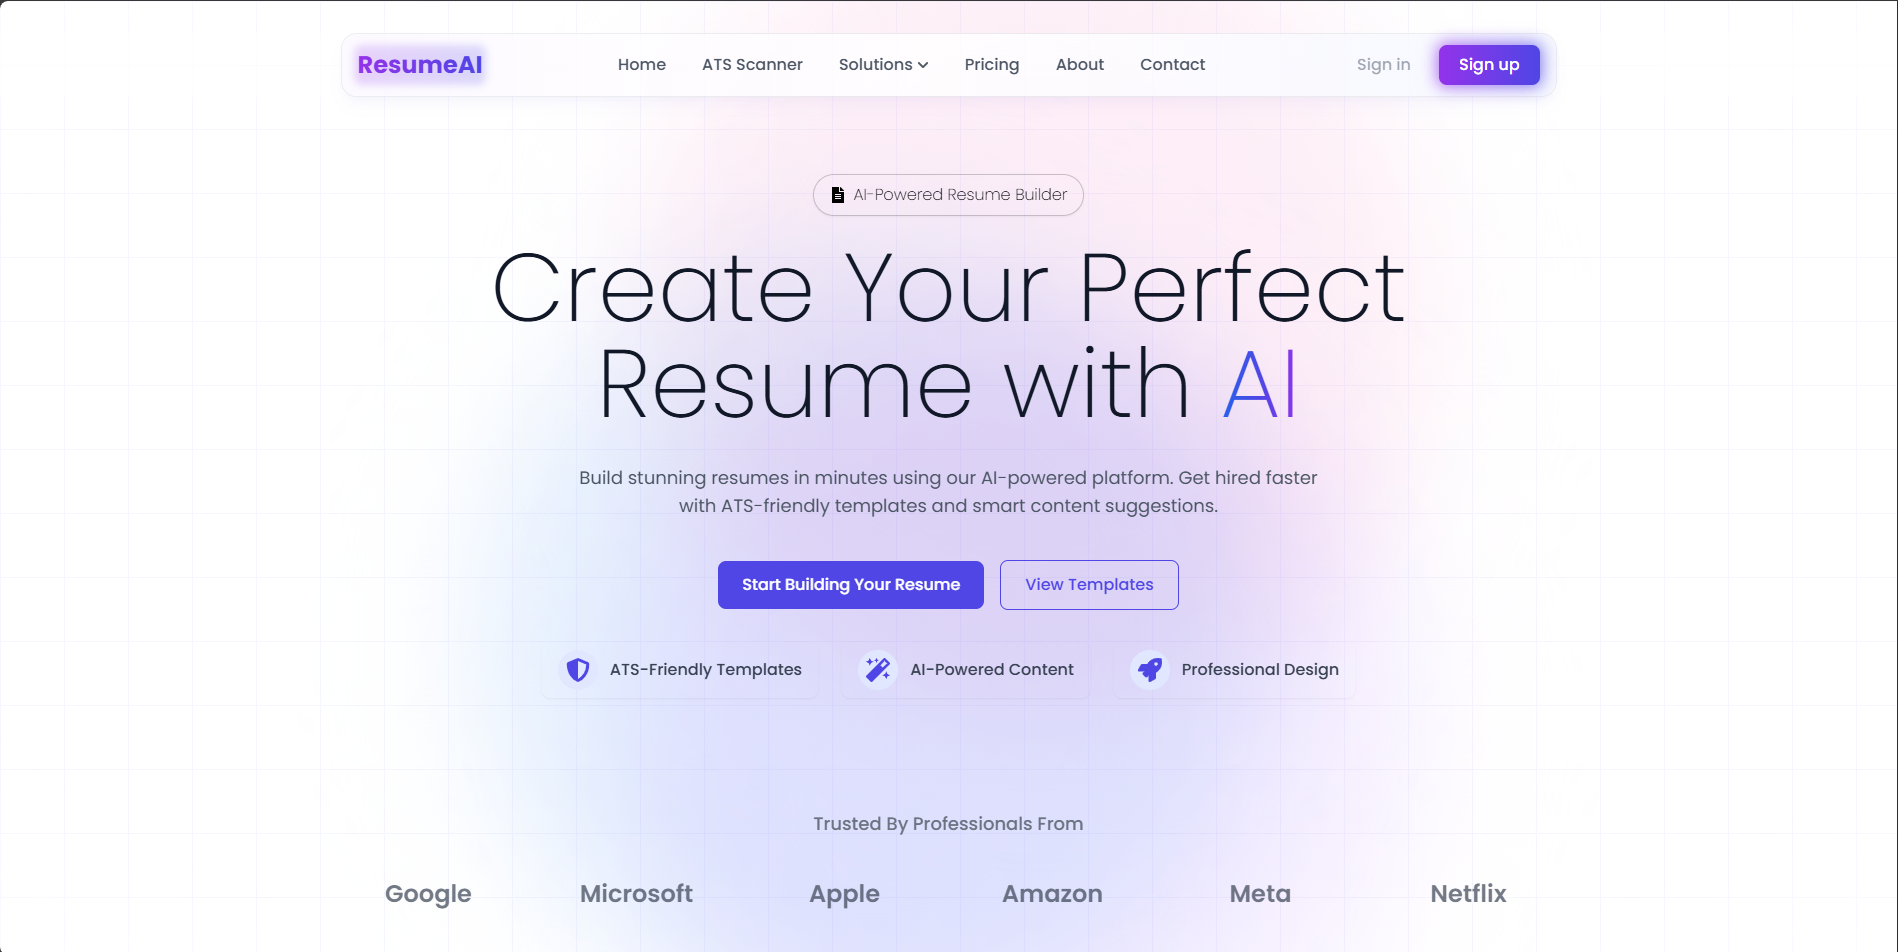 ResumeAI
Home
ATS Scanner
Solutions
Pricing
About
Contact
Sign in
Sign up
AI-Powered Resume Builder
Create Your Perfect
Resume with AI
Build stunning resumes in minutes using our AI-powered platform. Get hired faster
with ATS-friendly templates and smart content suggestions.
Start Building Your Resume
View Templates
ATS-Friendly Templates
AI-Powered Content
Professional Design
Trusted By Professionals From
Google
Microsoft
Apple
Amazon
Meta
Netflix